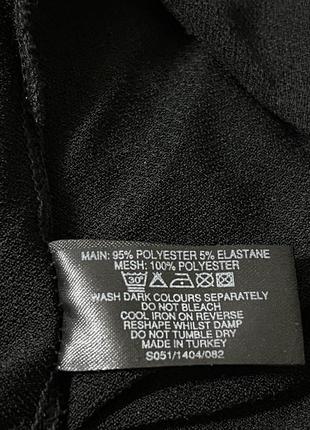 MAIN: 95% POLYESTER 5% ELASTANE
MESH: 100% POLYESTER
30°
WASH DARK COLOURS SEPARATELY
DO NOT BLEACH
COOL IRON ON REVERSE
RESHAPE WHILST DAMP
DO NOT TUMBLE DRY
MADE IN TURKEY
S051/1404/082